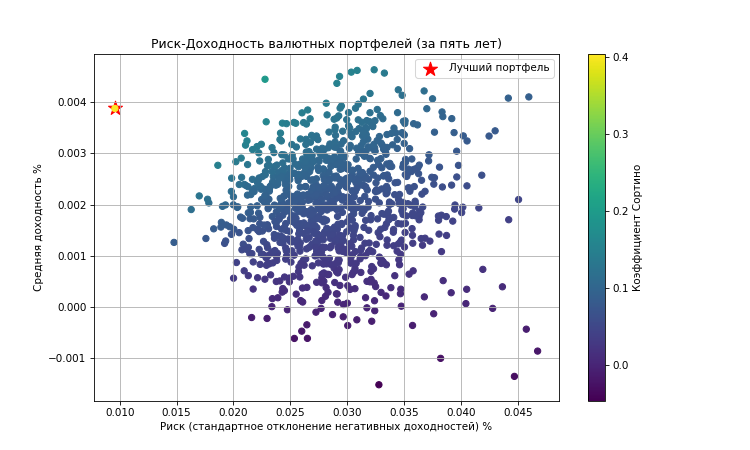 Риск-Доходность валютных портфелей (за пять лет)
Лучший портфель
0.004
0.003
0.002
0.001
0.000
−0.001
Средняя доходность %
0.010 0.015 0.020 0.025 0.030 0.035 0.040 0.045
Риск (стандартное отклонение негативных доходностей) %
0.4
0.3
0.2
0.1
0.0
Коэффициент Сортино